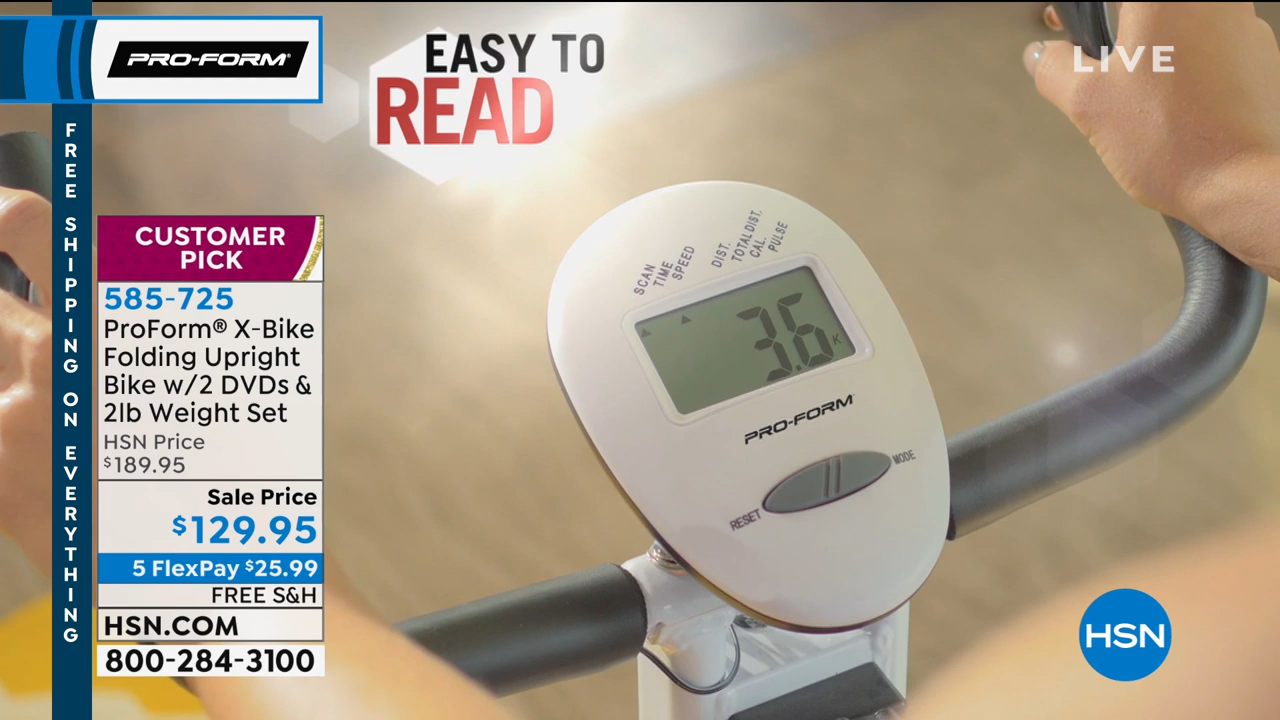 PRO-FORM®
EASY TO
READ
LIVE
FREE SHIPPING ON EVERYTHING
CUSTOMER
PICK
585-725
ProForm® X-Bike
Folding Upright
Bike w/2 DVDs &
2lb Weight Set
HSN Price
$189.95
Sale Price
$129.95
5 FlexPay $25.99
FREE S&H
HSN.COM
800-284-3100
SCAN
TIME
SPEED
DIST.
TOTAL DIST.
CAL.
PULSE
3.6 K
PRO-FORM
MODE
RESET
HSN